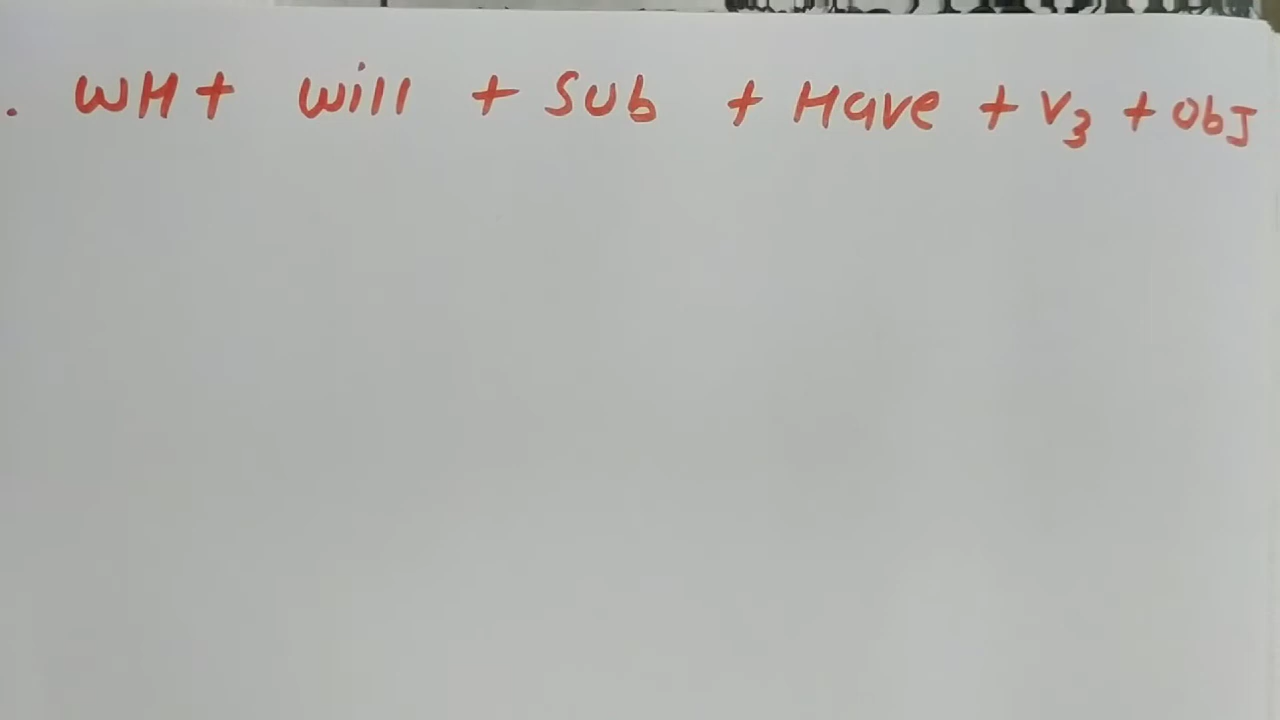 . WH + will + Sub + Have + V3 + Obj